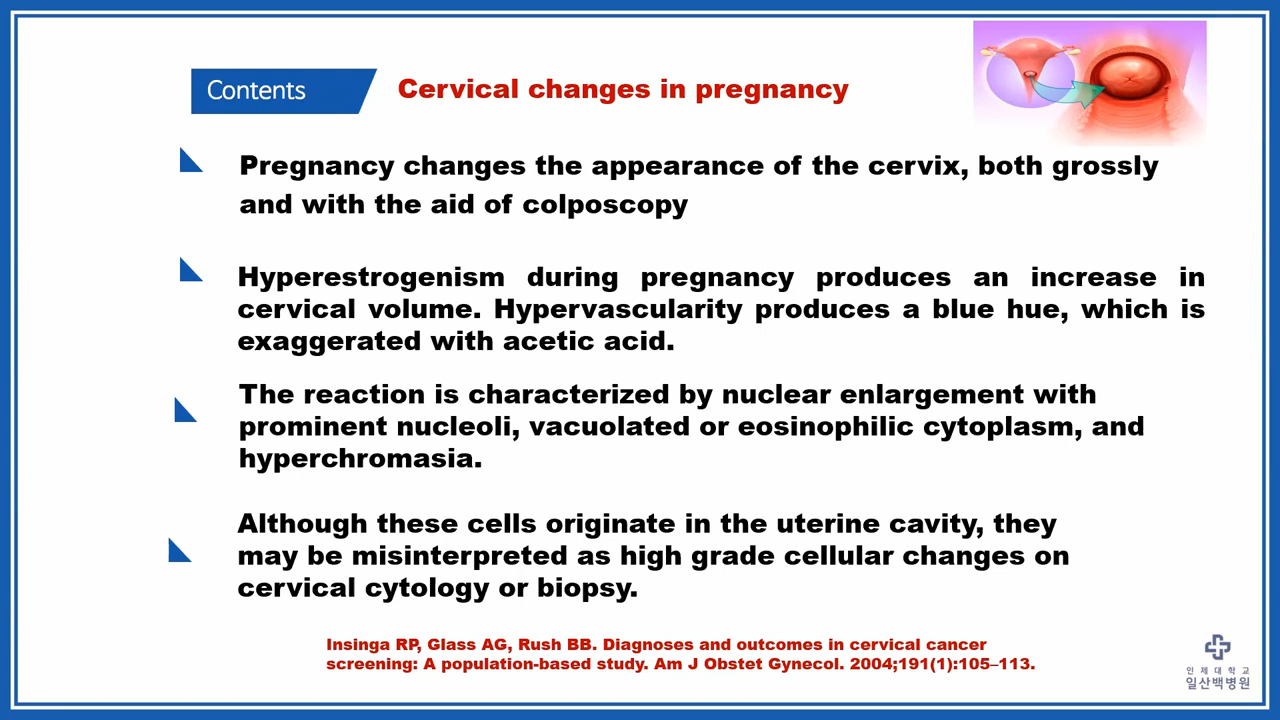 Contents
Cervical changes in pregnancy
Pregnancy changes the appearance of the cervix, both grossly
and with the aid of colposcopy
Hyperestrogenism during pregnancy produces an increase in
cervical volume. Hypervascularity produces a blue hue, which is
exaggerated with acetic acid.
The reaction is characterized by nuclear enlargement with
prominent nucleoli, vacuolated or eosinophilic cytoplasm, and
hyperchromasia.
Although these cells originate in the uterine cavity, they
may be misinterpreted as high grade cellular changes on
cervical cytology or biopsy.
Insinga RP, Glass AG, Rush BB. Diagnoses and outcomes in cervical cancer
screening: A population-based study. Am J Obstet Gynecol. 2004;191(1):105–113.
인제대학교
일산백병원